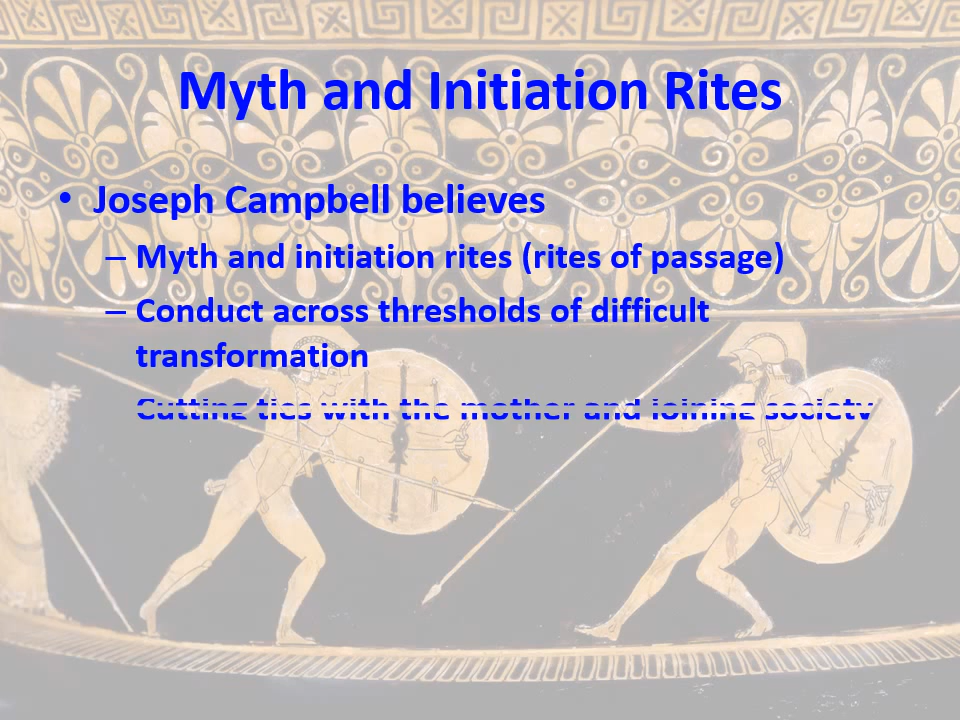 Myth and Initiation Rites
• Joseph Campbell believes
– Myth and initiation rites (rites of passage)
– Conduct across thresholds of difficult
transformation
Cutting ties with the mother and joining society